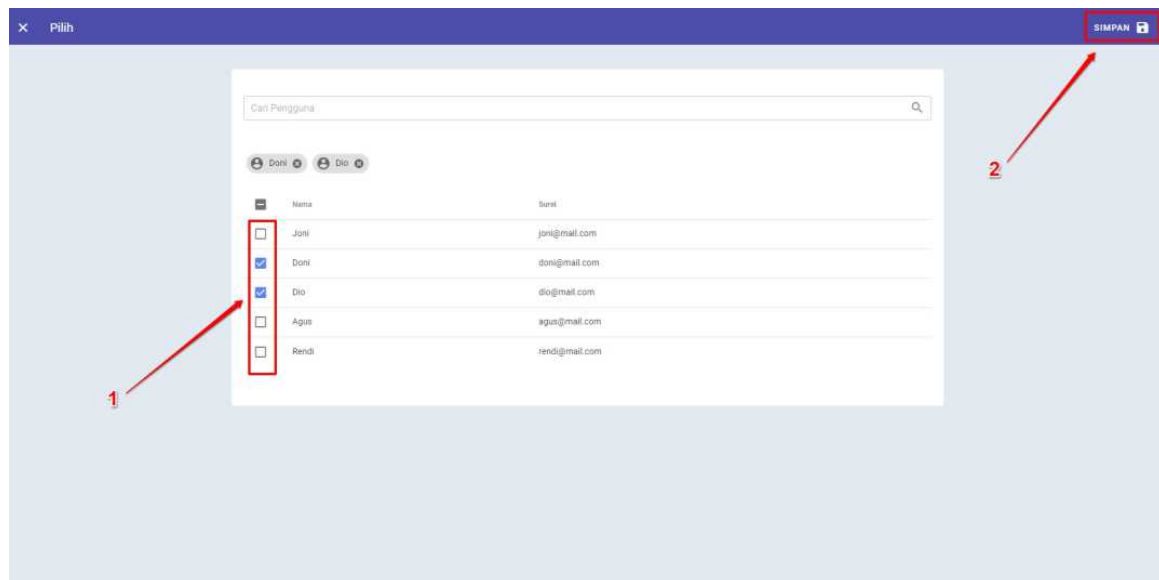 Pilih
SIMPAN
Cari Pengguna
Doni Dio
2
Nama Surel
Joni joni@mail.com
Doni doni@mail.com
Dio dio@mail.com
Agus agus@mail.com
Rendi rendi@mail.com
1